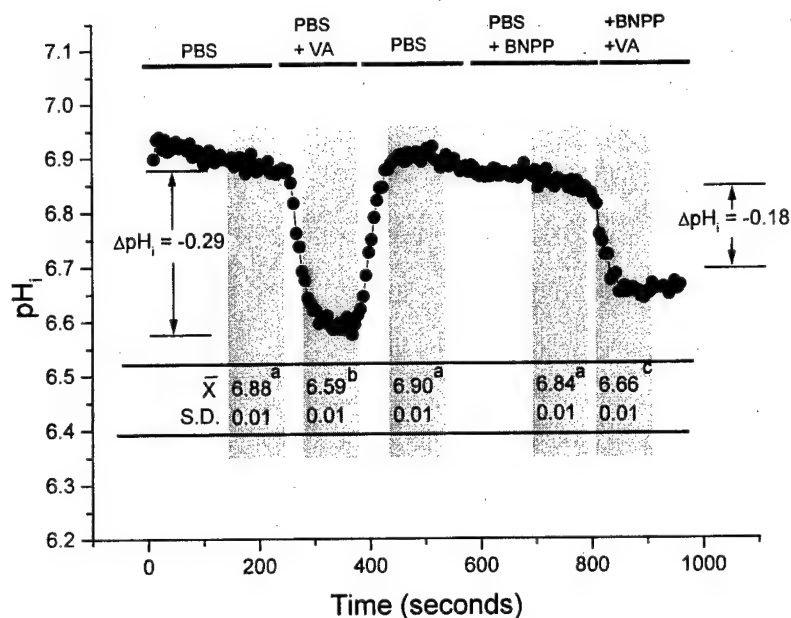 PBS
PBS
+ VA
PBS
PBS
+ BNPP
+BNPP
+VA
7.1
7.0
6.9
6.8
6.7
6.6
6.5
6.4
6.3
6.2
pHi
ΔpHi = -0.29
ΔpHi = -0.18
X̄ 6.88a 6.59b 6.90a 6.84a 6.66c
S.D. 0.01 0.01 0.01 0.01 0.01
0 200 400 600 800 1000
Time (seconds)